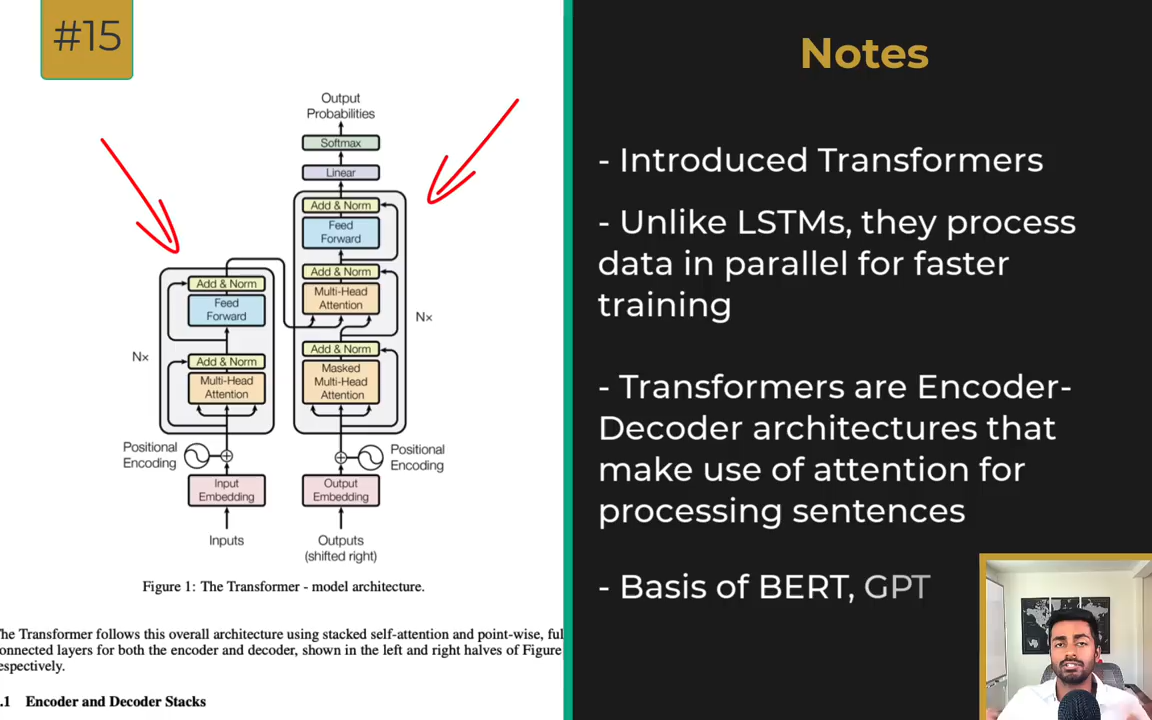 #15
Output
Probabilities
Softmax
Linear
Add & Norm
Feed
Forward
Add & Norm
Multi-Head
Attention
Nx
Add & Norm
Masked
Multi-Head
Attention
Add & Norm
Feed
Forward
Nx
Add & Norm
Multi-Head
Attention
Positional
Encoding
Positional
Encoding
Input
Embedding
Output
Embedding
Inputs
Outputs
(shifted right)
Figure 1: The Transformer - model architecture.
he Transformer follows this overall architecture using stacked self-attention and point-wise, ful
onnected layers for both the encoder and decoder, shown in the left and right halves of Figure
espectively.
.1 Encoder and Decoder Stacks
Notes
- Introduced Transformers
- Unlike LSTMs, they process
data in parallel for faster
training
- Transformers are Encoder-
Decoder architectures that
make use of attention for
processing sentences
- Basis of BERT, GPT